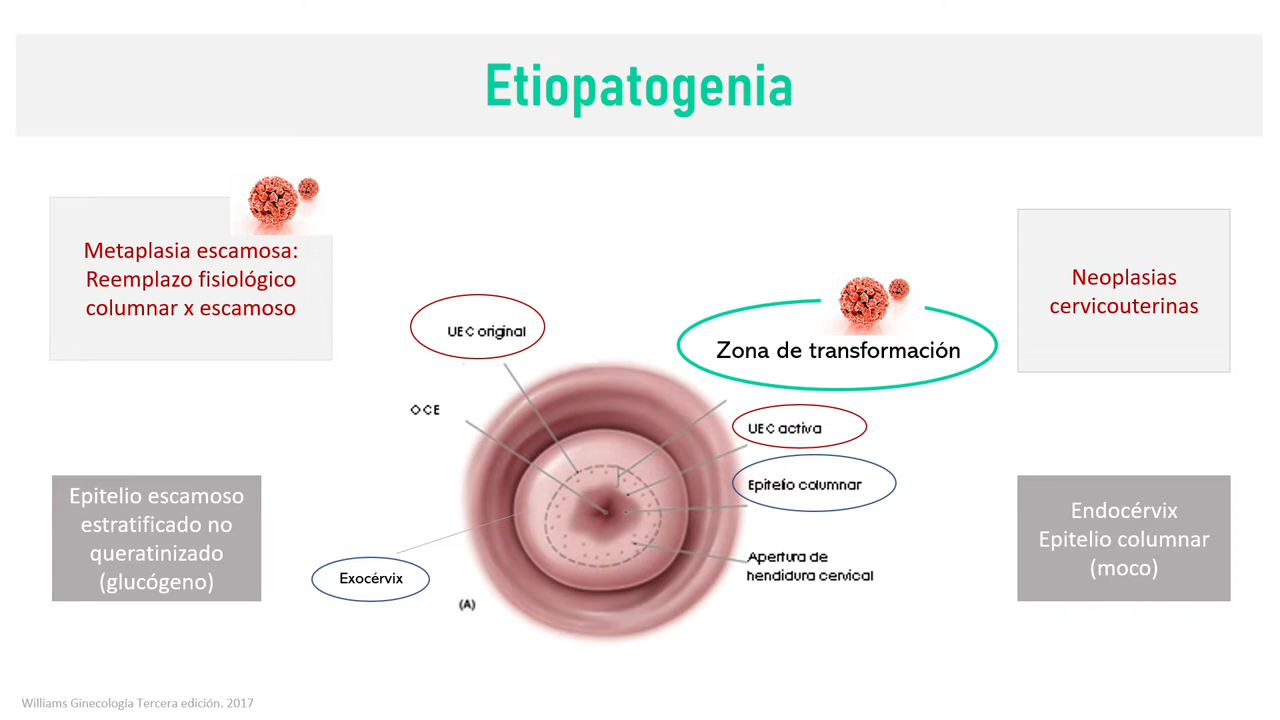 Etiopatogenia
Metaplasia escamosa:
Reemplazo fisiológico
columnar x escamoso
Neoplasias
cervicouterinas
UEC original
Zona de transformación
OCE
UEC activa
Epitelio columnar
Epitelio escamoso
estratificado no
queratinizado
(glucógeno)
Endocérvix
Epitelio columnar
(moco)
Exocérvix
Apertura de
hendidura cervical
(A)
Williams Ginecología Tercera edición. 2017